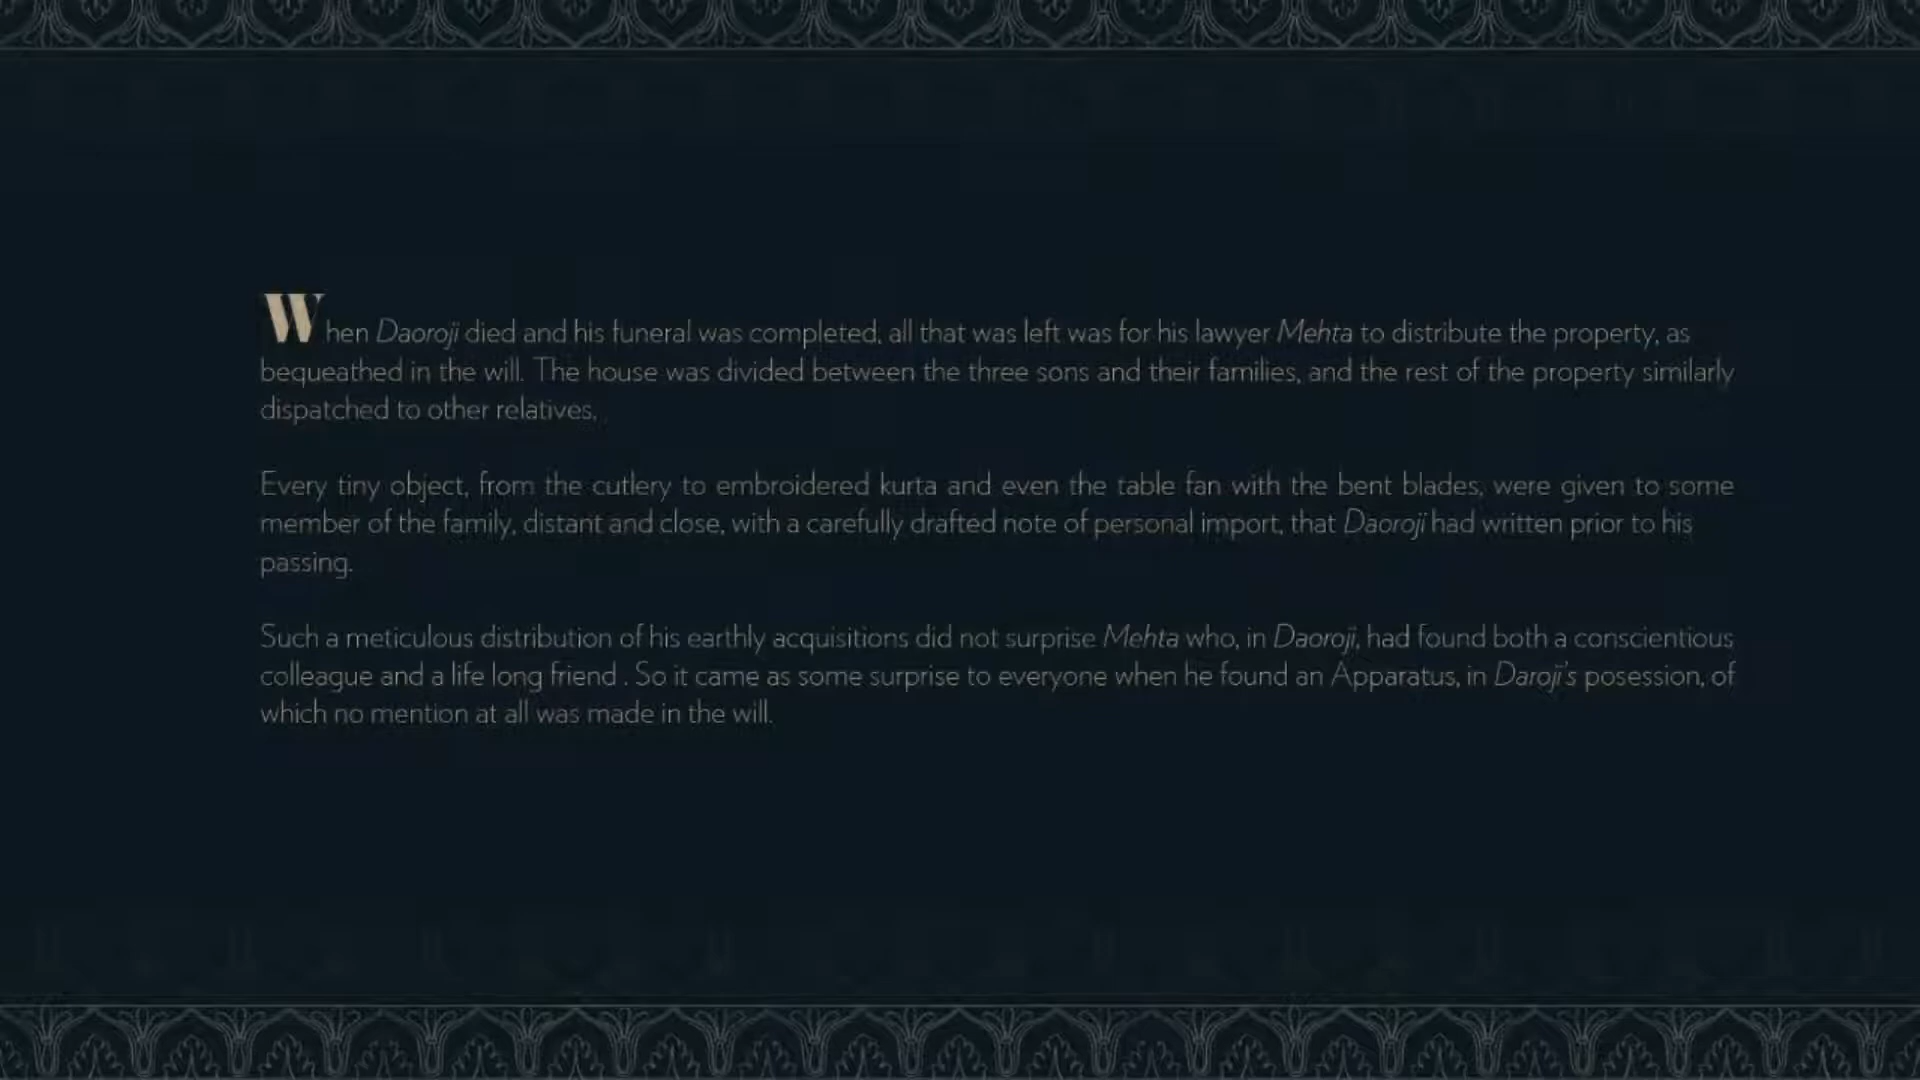 When Daoroji died and his funeral was completed, all that was left was for his lawyer Mehta to distribute the property, as
bequeathed in the will. The house was divided between the three sons and their families, and the rest of the property similarly
dispatched to other relatives.
Every tiny object, from the cutlery to embroidered kurta and even the table fan with the bent blades, were given to some
member of the family, distant and close, with a carefully drafted note of personal import, that Daoroji had written prior to his
passing.
Such a meticulous distribution of his earthly acquisitions did not surprise Mehta who, in Daoroji, had found both a conscientious
colleague and a life long friend . So it came as some surprise to everyone when he found an Apparatus, in Daroji's posession, of
which no mention at all was made in the will.